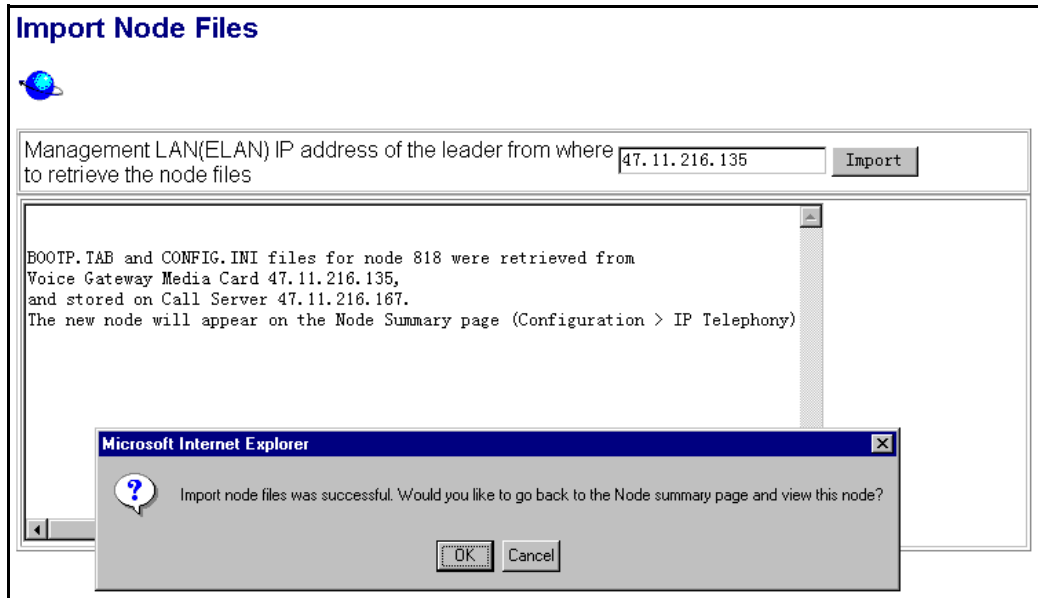 Import Node Files
Management LAN(ELAN) IP address of the leader from where
to retrieve the node files
47.11.216.135
Import
BOOTP.TAB and CONFIG.INI files for node 818 were retrieved from
Voice Gateway Media Card 47.11.216.135,
and stored on Call Server 47.11.216.167.
The new node will appear on the Node Summary page (Configuration > IP Telephony)
Microsoft Internet Explorer
Import node files was successful. Would you like to go back to the Node summary page and view this node?
OK
Cancel